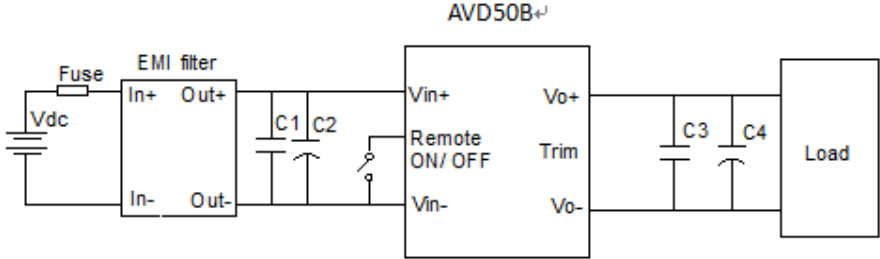 AVD50B↵
EMI filter
Fuse
In+ Out+
Vdc
C1 C2
In- Out-
Vin+
Vo+
Remote
ON/ OFF
Trim
Vin-
Vo-
C3 C4
Load